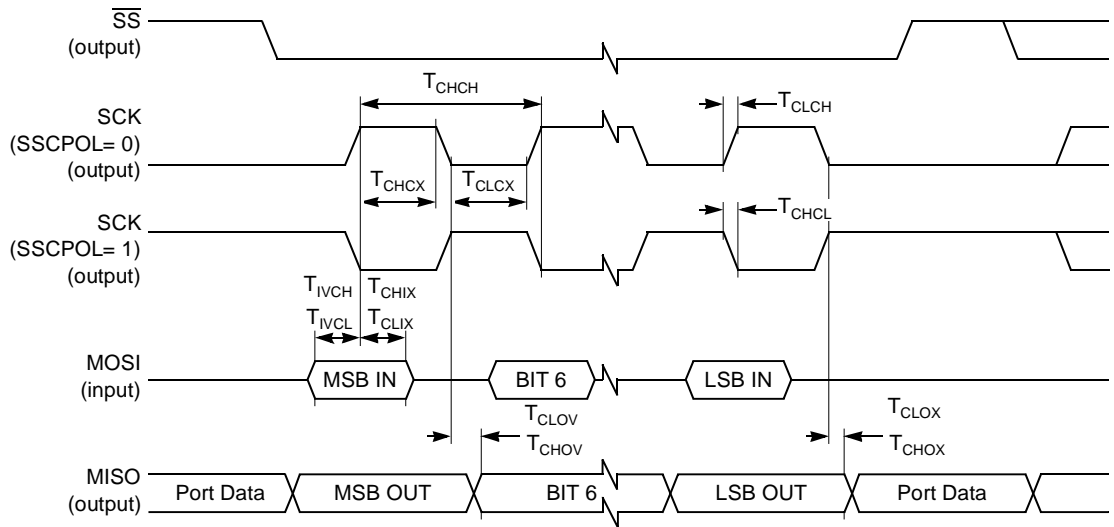 SS
(output)
T_CHCH
SCK
(SSCPOL= 0)
(output)
T_CLCH
T_CHCX
T_CLCX
SCK
(SSCPOL= 1)
(output)
T_CHCL
T_IVCH
T_CHIX
T_IVCL
T_CLIX
MOSI
(input)
MSB IN
BIT 6
LSB IN
T_CLOV
T_CHOV
T_CLOX
T_CHOX
MISO
(output)
Port Data
MSB OUT
BIT 6
LSB OUT
Port Data